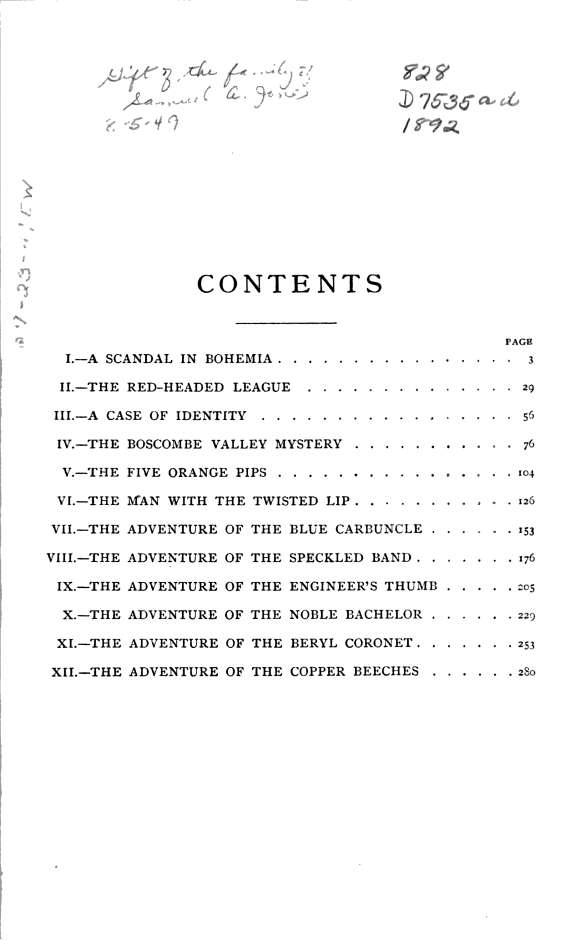 Gift of the family of
Samuel A. Jones
8-5-49
828
D7535ad
1892
CONTENTS
PAGE
I.—A SCANDAL IN BOHEMIA . . . . . . . . . . . . . . . . 3
II.—THE RED-HEADED LEAGUE . . . . . . . . . . . . . . 29
III.—A CASE OF IDENTITY . . . . . . . . . . . . . . . . . 56
IV.—THE BOSCOMBE VALLEY MYSTERY . . . . . . . . . . . 76
V.—THE FIVE ORANGE PIPS . . . . . . . . . . . . . . . . 104
VI.—THE MAN WITH THE TWISTED LIP . . . . . . . . . . . 126
VII.—THE ADVENTURE OF THE BLUE CARBUNCLE . . . . . . 153
VIII.—THE ADVENTURE OF THE SPECKLED BAND . . . . . . . 176
IX.—THE ADVENTURE OF THE ENGINEER'S THUMB . . . . . 205
X.—THE ADVENTURE OF THE NOBLE BACHELOR . . . . . . 229
XI.—THE ADVENTURE OF THE BERYL CORONET . . . . . . . 253
XII.—THE ADVENTURE OF THE COPPER BEECHES . . . . . . 280